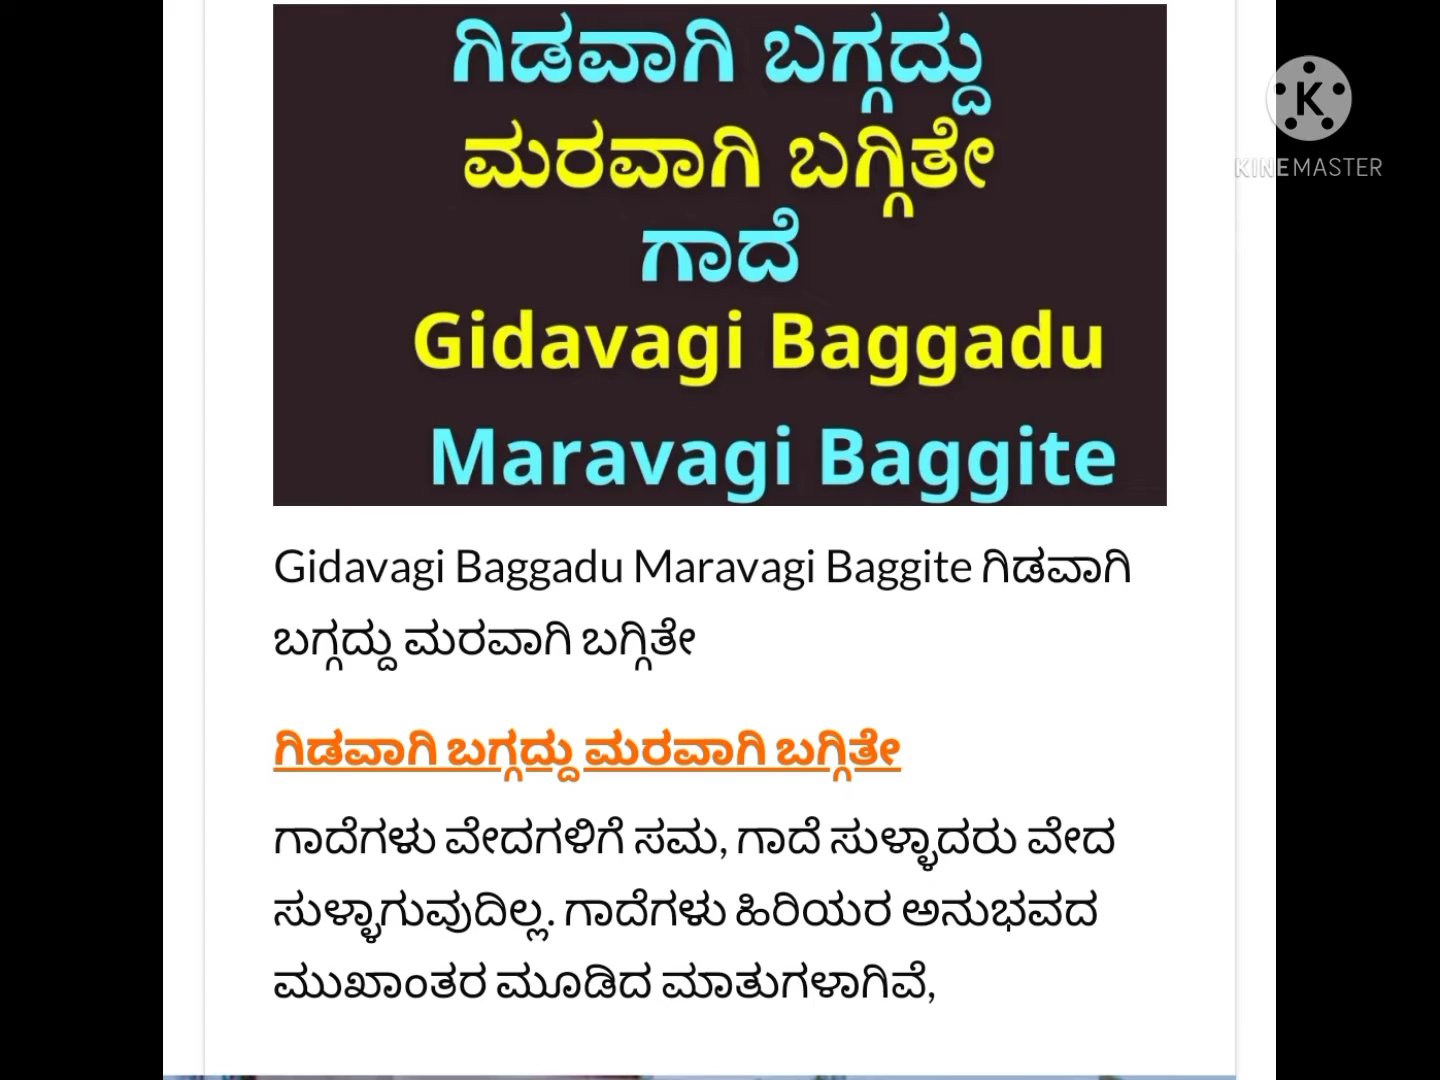 ಗಿಡವಾಗಿ ಬಗ್ಗದ್ದು
ಮರವಾಗಿ ಬಗ್ಗಿತೇ
ಗಾದೆ
Gidavagi Baggadu
Maravagi Baggite
K
KINEMASTER
Gidavagi Baggadu Maravagi Baggite ಗಿಡವಾಗಿ
ಬಗ್ಗದ್ದು ಮರವಾಗಿ ಬಗ್ಗಿತೇ
ಗಿಡವಾಗಿ ಬಗ್ಗದ್ದು ಮರವಾಗಿ ಬಗ್ಗಿತೇ
ಗಾದೆಗಳು ವೇದಗಳಿಗೆ ಸಮ, ಗಾದೆ ಸುಳ್ಳಾದರು ವೇದ
ಸುಳ್ಳಾಗುವುದಿಲ್ಲ. ಗಾದೆಗಳು ಹಿರಿಯರ ಅನುಭವದ
ಮುಖಾಂತರ ಮೂಡಿದ ಮಾತುಗಳಾಗಿವೆ,